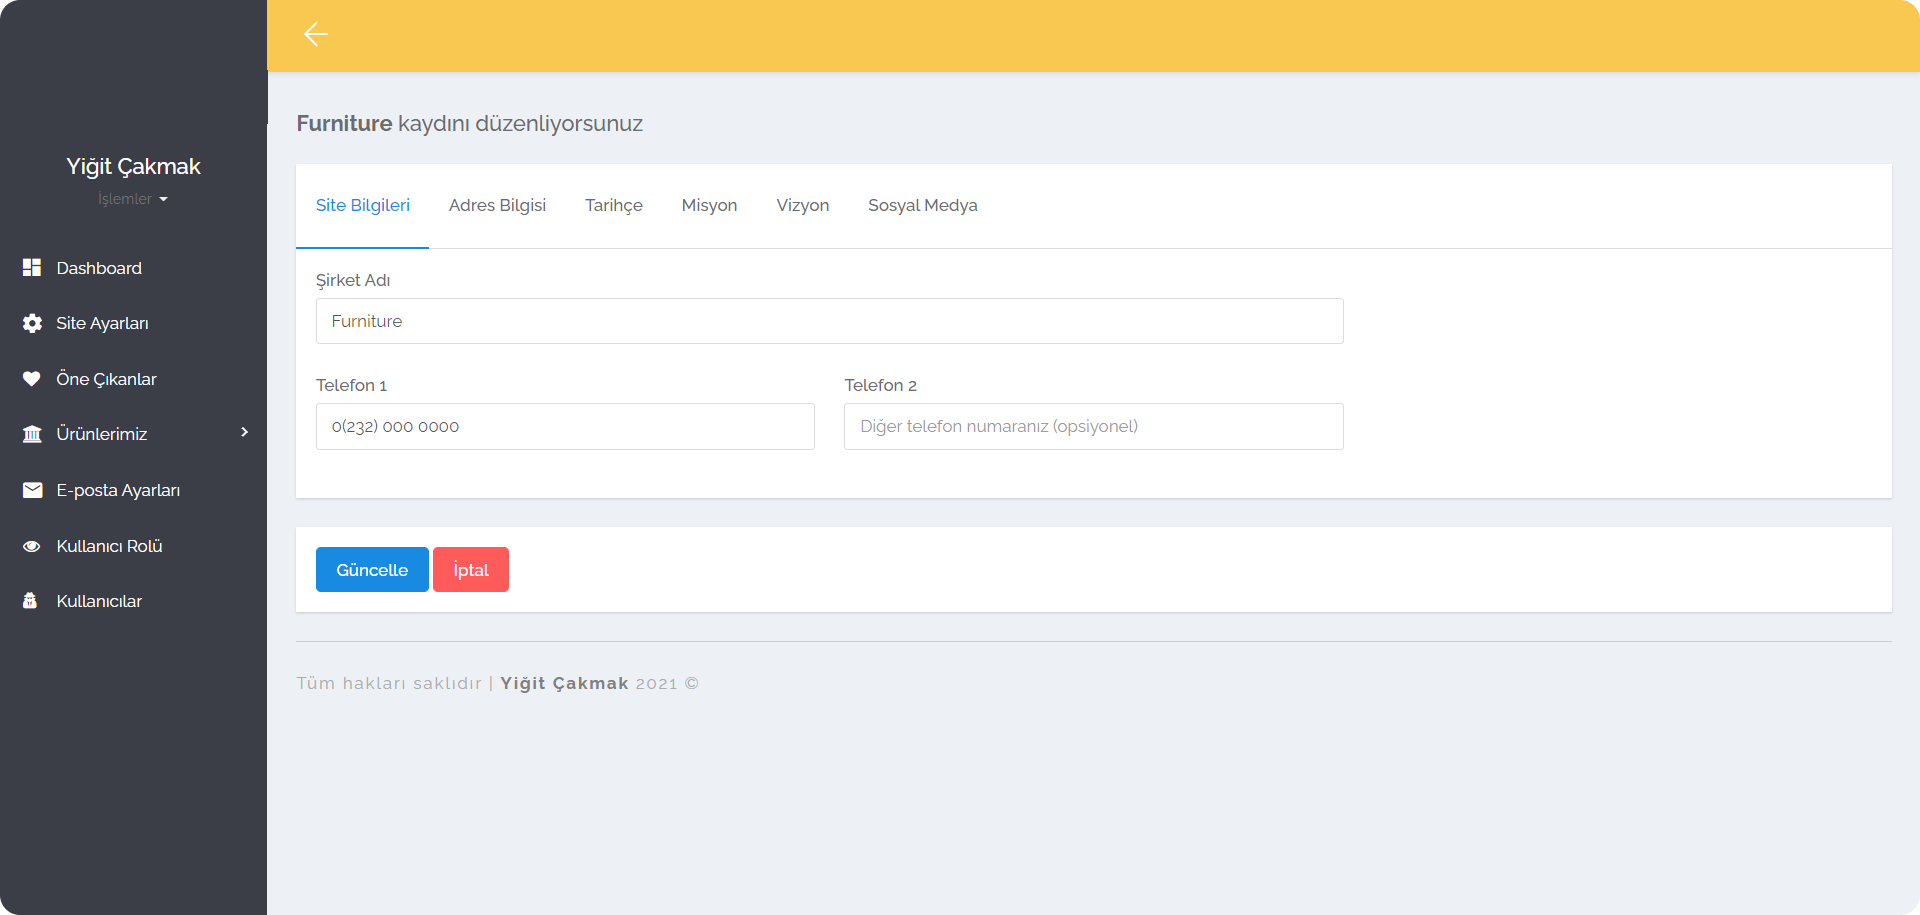 Yiğit Çakmak
İşlemler
Dashboard
Site Ayarları
Öne Çıkanlar
Ürünlerimiz
E-posta Ayarları
Kullanıcı Rolü
Kullanıcılar
Furniture kaydını düzenliyorsunuz
Site Bilgileri Adres Bilgisi Tarihçe Misyon Vizyon Sosyal Medya
Şirket Adı
Furniture
Telefon 1 Telefon 2
0(232) 000 0000 Diğer telefon numaranız (opsiyonel)
Güncelle İptal
Tüm hakları saklıdır | Yiğit Çakmak 2021 ©